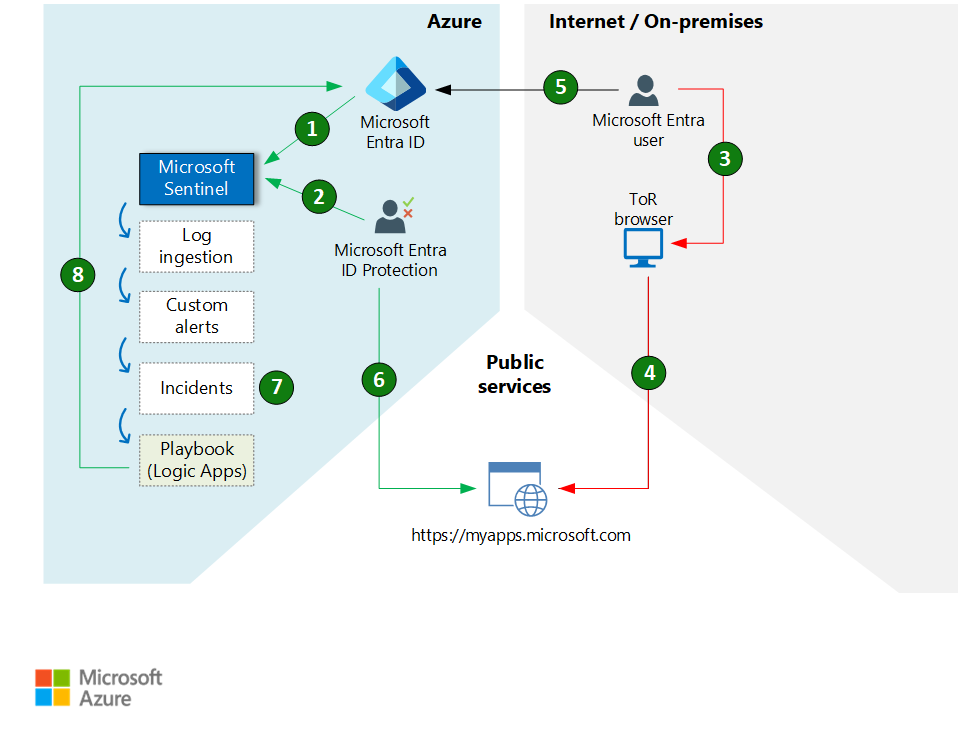 Azure
Internet / On-premises
5
Microsoft Entra
user
Microsoft
Entra ID
1
3
Microsoft
Sentinel
2
ToR
browser
Log
ingestion
Microsoft Entra
ID Protection
8
Custom
alerts
Public
services
6
4
Incidents
7
Playbook
(Logic Apps)
https://myapps.microsoft.com
Microsoft
Azure